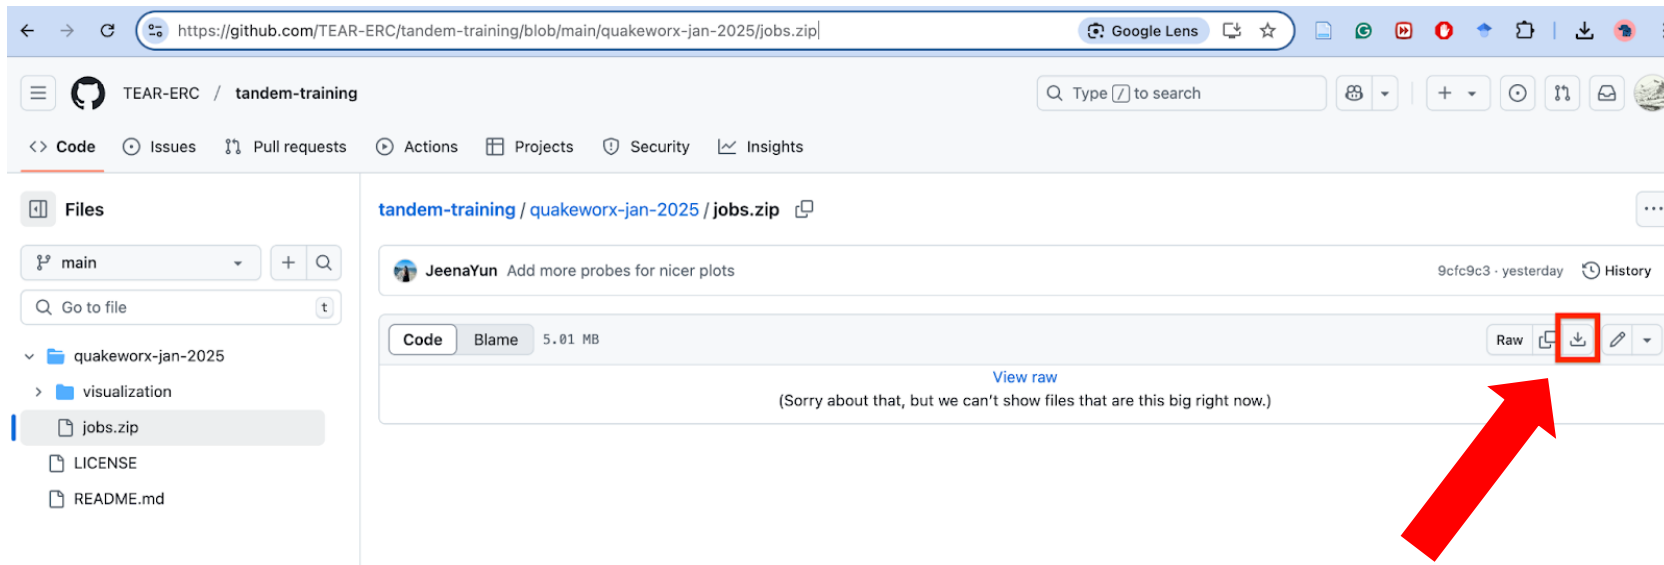 https://github.com/TEAR-ERC/tandem-training/blob/main/quakeworx-jan-2025/jobs.zip Google Lens
TEAR-ERC / tandem-training Type / to search
Code Issues Pull requests Actions Projects Security Insights
Files
tandem-training / quakeworx-jan-2025 / jobs.zip
main
JeenaYun Add more probes for nicer plots 9cfc9c3 · yesterday History
Go to file t
Code Blame 5.01 MB Raw
quakeworx-jan-2025
View raw
visualization
(Sorry about that, but we can't show files that are this big right now.)
jobs.zip
LICENSE
README.md